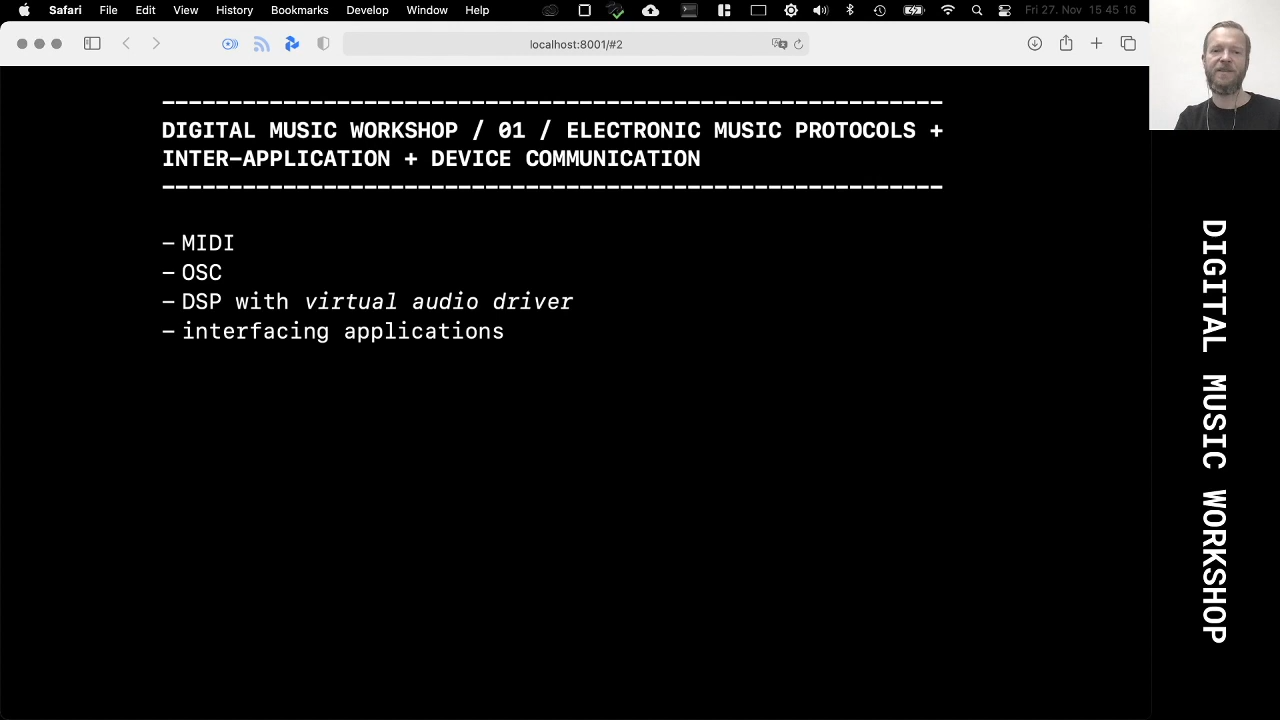 Safari File Edit View History Bookmarks Develop Window Help Fri 27. Nov 15 45 16
localhost:8001/#2
------------------------------------------------------------
DIGITAL MUSIC WORKSHOP / 01 / ELECTRONIC MUSIC PROTOCOLS +
INTER-APPLICATION + DEVICE COMMUNICATION
------------------------------------------------------------
– MIDI
– OSC
– DSP with virtual audio driver
– interfacing applications
DIGITAL MUSIC WORKSHOP